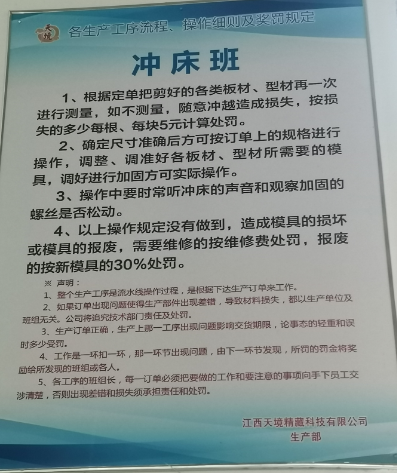 各生产工序流程、操作细则及奖罚规定
冲床班
1、根据定单把剪好的各类板材、型材再一次
进行测量，如不测量，随意冲越造成损失，按损
失的多少每根、每块5元计算处罚。
2、确定尺寸准确后方可按订单上的规格进行
操作，调整、调准好各板材、型材所需要的模
具，调好进行加固方可实际操作。
3、操作中要时常听冲床的声音和观察加固的
螺丝是否松动。
4、以上操作规定没有做到，造成模具的损坏
或模具的报废，需要维修的按维修费处罚，报废
的按新模具的30%处罚。
※ 声明：
1、整个生产工序是流水线操作过程，是根据下达生产订单来工作。
2、如果订单出现问题使得生产部件出现差错，导致材料损失，都以生产单位及
班组无关。公司将追究技术部门责任及处罚。
3、生产订单正确，生产上那一工序出现问题影响交货期限，论事态的轻重和误
时多少受罚。
4、工作是一环扣一环，那一环节出现问题，由下一环节发现，所罚的罚金将奖
励给所发现的班组或各人。
5、各工序的班组长，每一订单必须把要做的工作和要注意的事项向手下员工交
涉清楚，否则出现差错和损失须承担责任和处罚。
江西天境精藏科技有限公司
生产部